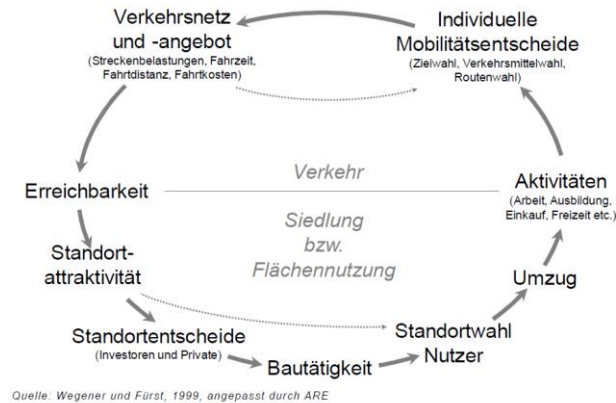 Verkehrsnetz
und -angebot
(Streckenbelastungen, Fahrzeit,
Fahrtdistanz, Fahrtkosten)
Individuelle
Mobilitätsentscheide
(Zielwahl, Verkehrsmittelwahl,
Routenwahl)
Erreichbarkeit
Verkehr
Aktivitäten
(Arbeit, Ausbildung,
Einkauf, Freizeit etc.)
Siedlung
bzw.
Flächennutzung
Standort-
attraktivität
Umzug
Standortentscheide
(Investoren und Private)
Bautätigkeit
Standortwahl
Nutzer
Quelle: Wegener und Fürst, 1999, angepasst durch ARE